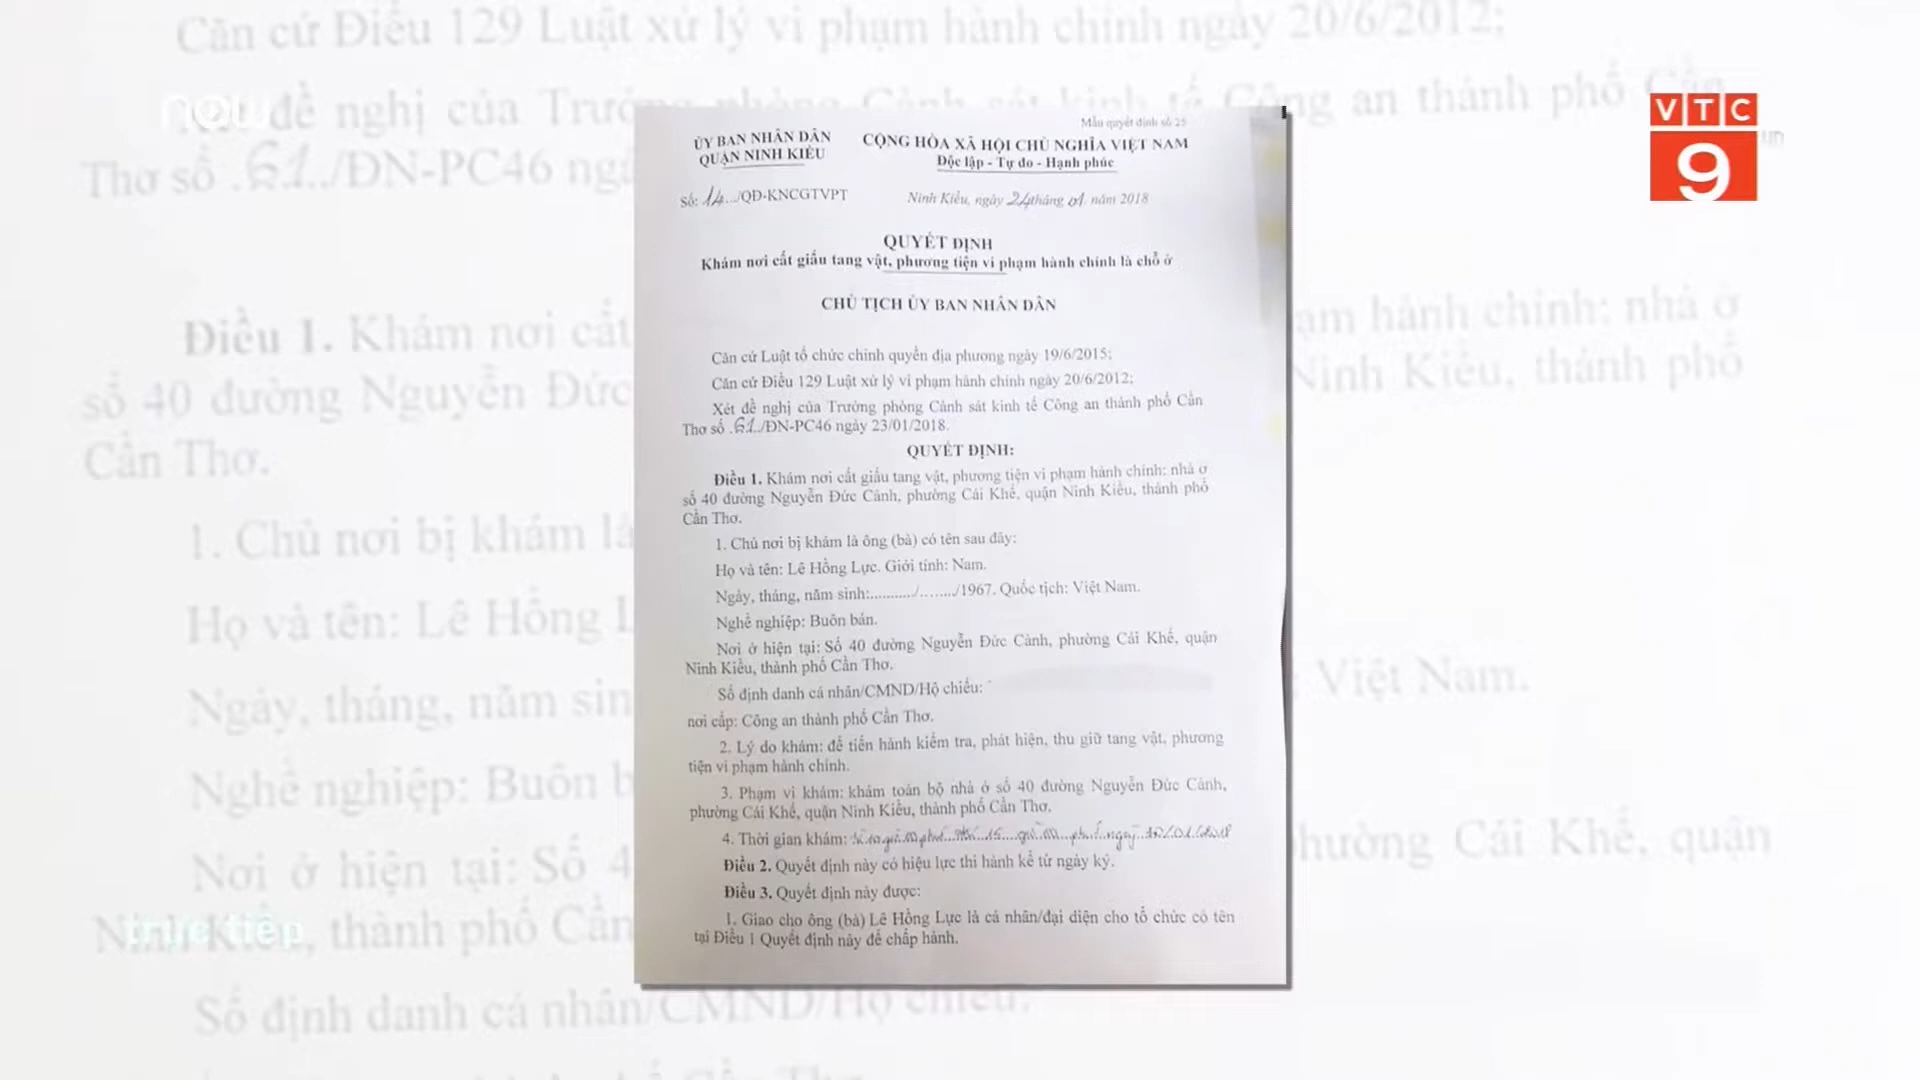 Căn cứ Điều 129 Luật xử lý vi phạm hành chính ngày 20/6/2012;
đề nghị của Trưởng phòng Cảnh sát kinh tế Công an thành phố Cần
Thơ số .61../ĐN-PC46 ngà
Điều 1. Khám nơi cất
ạm hành chính: nhà ở
số 40 đường Nguyễn Đức
Ninh Kiều, thành phố
Cần Thơ.
1. Chủ nơi bị khám là
Họ và tên: Lê Hồng L
Ngày, tháng, năm sin
: Việt Nam.
Nghề nghiệp: Buôn b
Nơi ở hiện tại: Số 4
phường Cái Khế, quận
Ninh Kiều, thành phố Cần
Số định danh cá nhân/CMND/Hộ chiếu:
now
VTC
9
trực tiếp
Mẫu quyết định số 25
ỦY BAN NHÂN DÂN
QUẬN NINH KIỀU
CỘNG HÒA XÃ HỘI CHỦ NGHĨA VIỆT NAM
Độc lập - Tự do - Hạnh phúc
Số: 14.../QĐ-KNCGTVPT
Ninh Kiều, ngày 24 tháng 01. năm 2018
QUYẾT ĐỊNH
Khám nơi cất giấu tang vật, phương tiện vi phạm hành chính là chỗ ở
CHỦ TỊCH ỦY BAN NHÂN DÂN
Căn cứ Luật tổ chức chính quyền địa phương ngày 19/6/2015;
Căn cứ Điều 129 Luật xử lý vi phạm hành chính ngày 20/6/2012;
Xét đề nghị của Trưởng phòng Cảnh sát kinh tế Công an thành phố Cần
Thơ số .61../ĐN-PC46 ngày 23/01/2018.
QUYẾT ĐỊNH:
Điều 1. Khám nơi cất giấu tang vật, phương tiện vi phạm hành chính: nhà ở
số 40 đường Nguyễn Đức Cảnh, phường Cái Khế, quận Ninh Kiều, thành phố
Cần Thơ.
1. Chủ nơi bị khám là ông (bà) có tên sau đây:
Họ và tên: Lê Hồng Lực. Giới tính: Nam.
Ngày, tháng, năm sinh:........../......../1967. Quốc tịch: Việt Nam.
Nghề nghiệp: Buôn bán.
Nơi ở hiện tại: Số 40 đường Nguyễn Đức Cảnh, phường Cái Khế, quận
Ninh Kiều, thành phố Cần Thơ.
Số định danh cá nhân/CMND/Hộ chiếu:
nơi cấp: Công an thành phố Cần Thơ.
2. Lý do khám: để tiến hành kiểm tra, phát hiện, thu giữ tang vật, phương
tiện vi phạm hành chính.
3. Phạm vi khám: khám toàn bộ nhà ở số 40 đường Nguyễn Đức Cảnh,
phường Cái Khế, quận Ninh Kiều, thành phố Cần Thơ.
4. Thời gian khám:
Điều 2. Quyết định này có hiệu lực thi hành kể từ ngày ký.
Điều 3. Quyết định này được:
1. Giao cho ông (bà) Lê Hồng Lực là cá nhân/đại diện cho tổ chức có tên
tại Điều 1 Quyết định này để chấp hành.